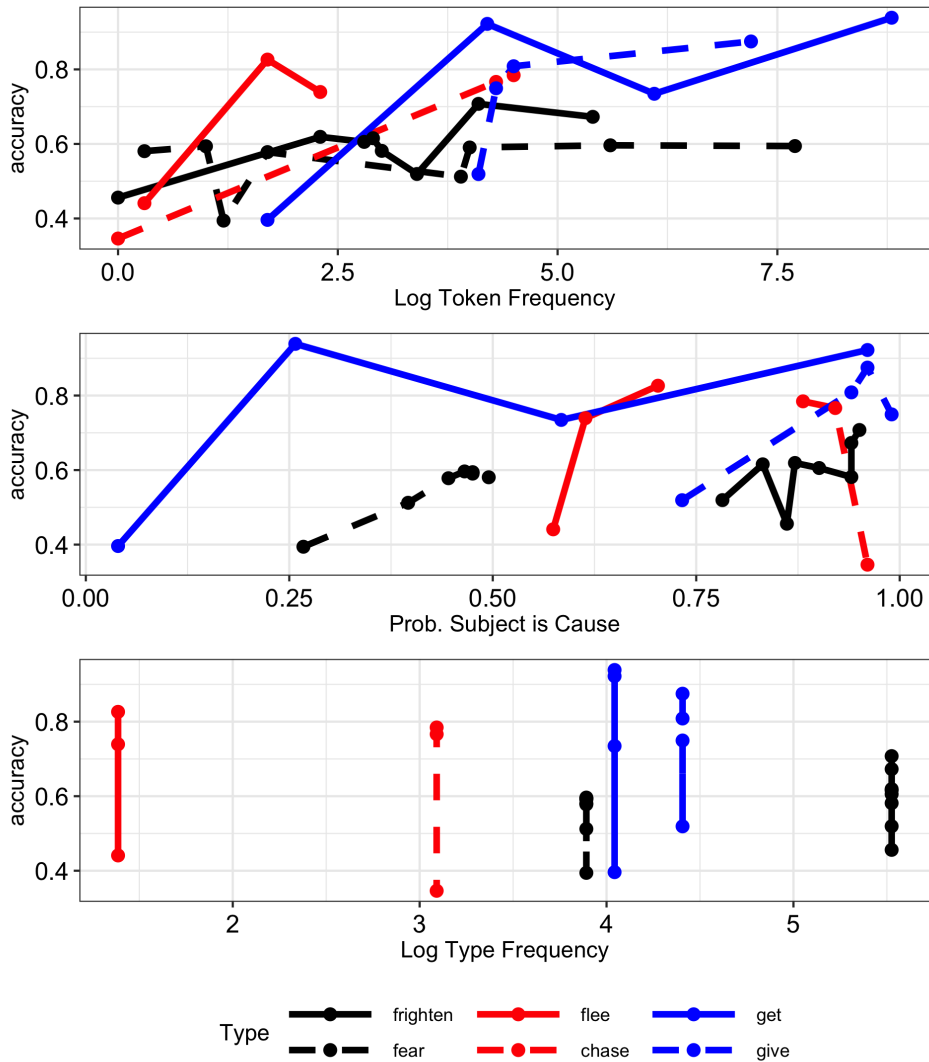 accuracy
0.8
0.6
0.4
0.0 2.5 5.0 7.5
Log Token Frequency
accuracy
0.8
0.6
0.4
0.00 0.25 0.50 0.75 1.00
Prob. Subject is Cause
accuracy
0.8
0.6
0.4
2 3 4 5
Log Type Frequency
Type
frighten flee get
fear chase give